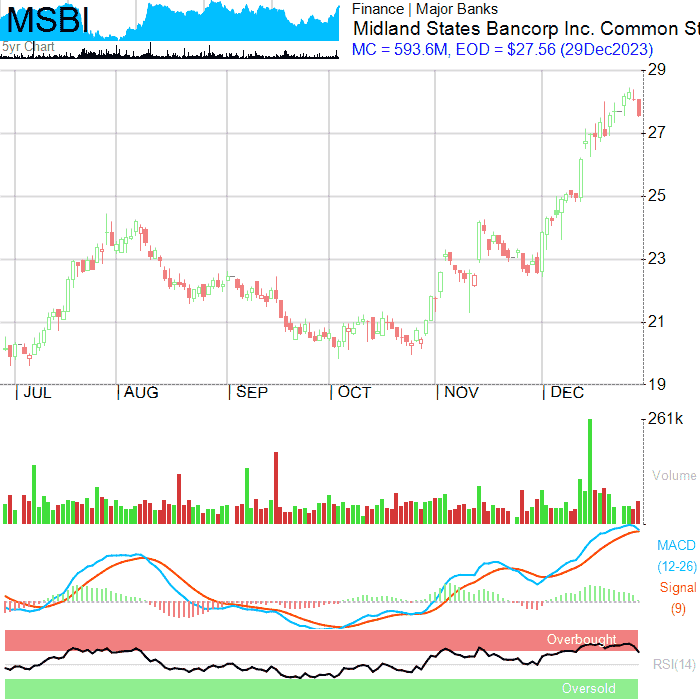 MSBI
5yr Chart
Finance | Major Banks
Midland States Bancorp Inc. Common St
MC = 593.6M, EOD = $27.56 (29Dec2023)
29
27
25
23
21
19
JUL AUG SEP OCT NOV DEC
261k
Volume
MACD
(12-26)
Signal
(9)
Overbought
RSI(14)
Oversold